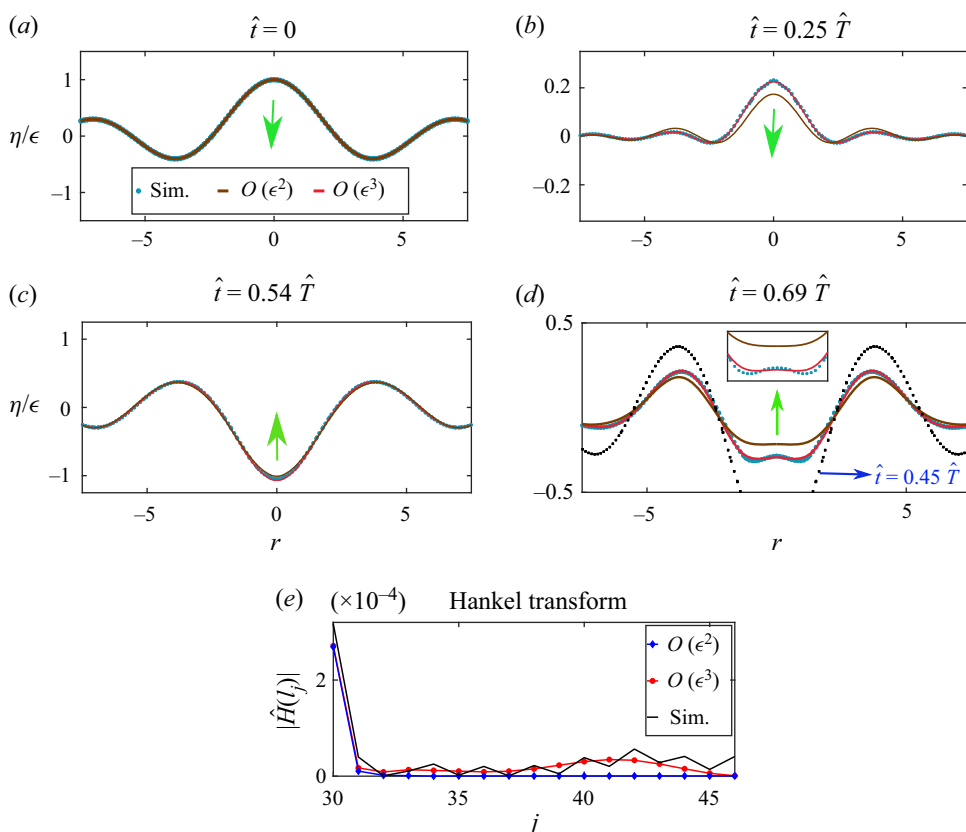 (a) t̂ = 0
1
0
–1
η/ϵ
Sim. O (ϵ²) O (ϵ³)
–5 0 5
(b) t̂ = 0.25 T̂
0.2
0
–0.2
–5 0 5
(c) t̂ = 0.54 T̂
1
0
–1
η/ϵ
–5 0 5
r
(d) t̂ = 0.69 T̂
0.5
–0.5
t̂ = 0.45 T̂
–5 5
r
(e) (×10⁻⁴) Hankel transform
2
0
|Ĥ(l_j)|
O (ϵ²)
O (ϵ³)
Sim.
30 35 40 45
j